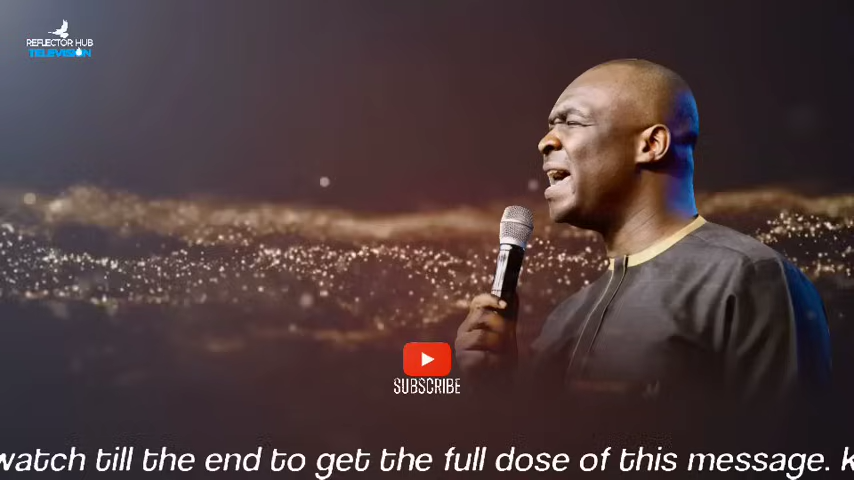 REFLECTOR HUB
TELEVISION
SUBSCRIBE
watch till the end to get the full dose of this message.